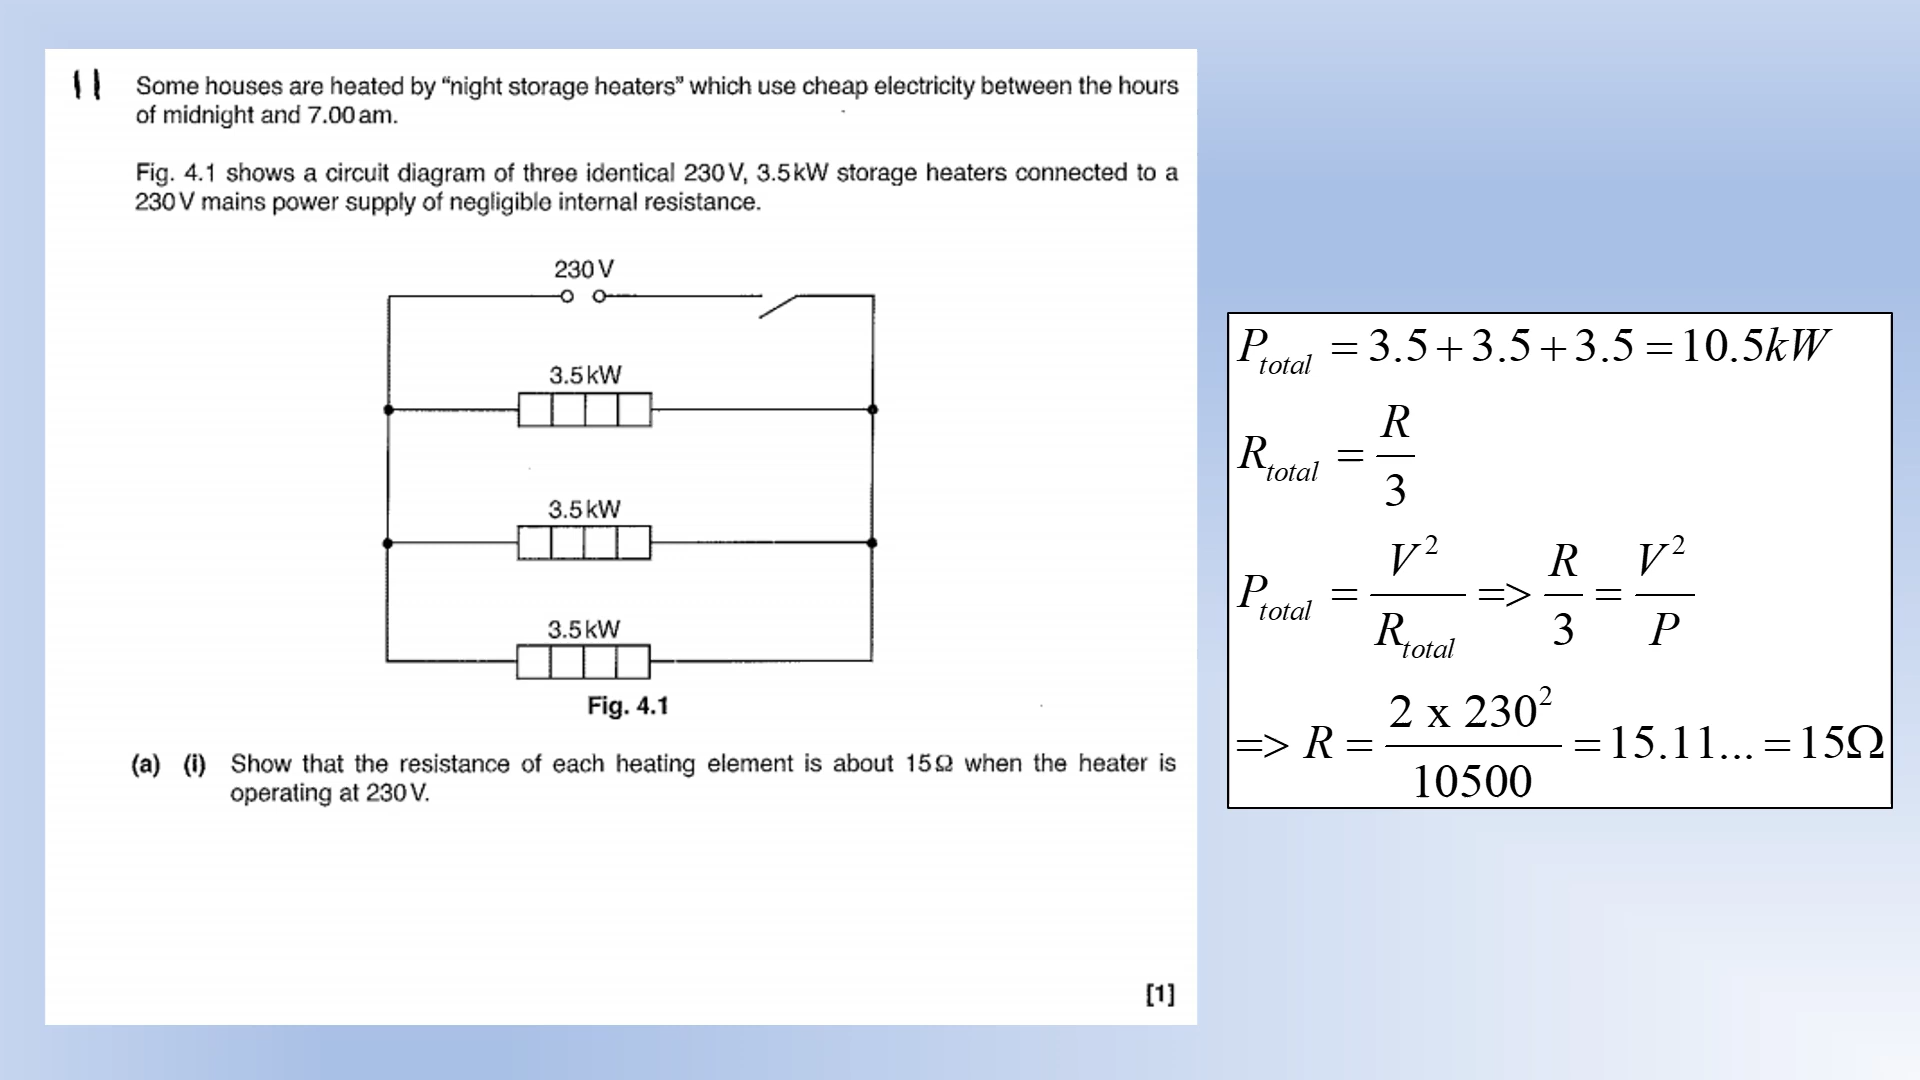 11 Some houses are heated by “night storage heaters” which use cheap electricity between the hours
of midnight and 7.00 am.
Fig. 4.1 shows a circuit diagram of three identical 230 V, 3.5 kW storage heaters connected to a
230 V mains power supply of negligible internal resistance.
230 V
3.5 kW
3.5 kW
3.5 kW
Fig. 4.1
(a) (i) Show that the resistance of each heating element is about 15 Ω when the heater is
operating at 230 V.
[1]
P_total = 3.5 + 3.5 + 3.5 = 10.5kW
R_total = R/3
P_total = V²/R_total => R/3 = V²/P
=> R = 2 x 230²/10500 = 15.11... = 15Ω